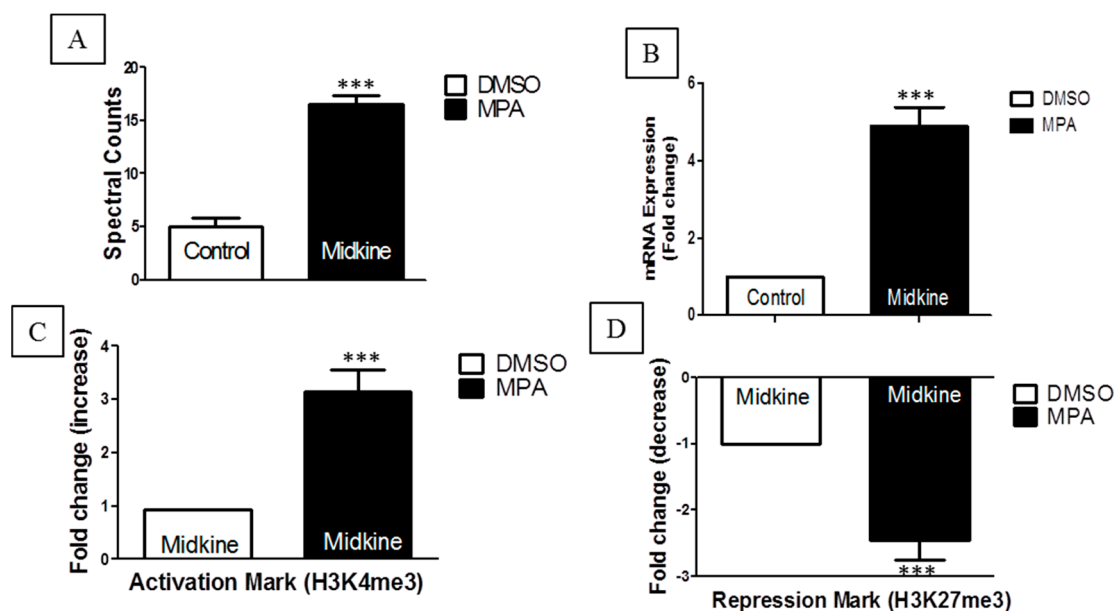 A
Spectral Counts
20
15
10
5
0
***
Control
Midkine
DMSO
MPA
B
mRNA Expression
(Fold change)
6
4
2
0
***
Control
Midkine
DMSO
MPA
C
Fold change (increase)
4
3
2
1
0
***
Midkine
Midkine
DMSO
MPA
Activation Mark (H3K4me3)
D
Fold change (decrease)
0
-1
-2
-3
Midkine
Midkine
***
DMSO
MPA
Repression Mark (H3K27me3)